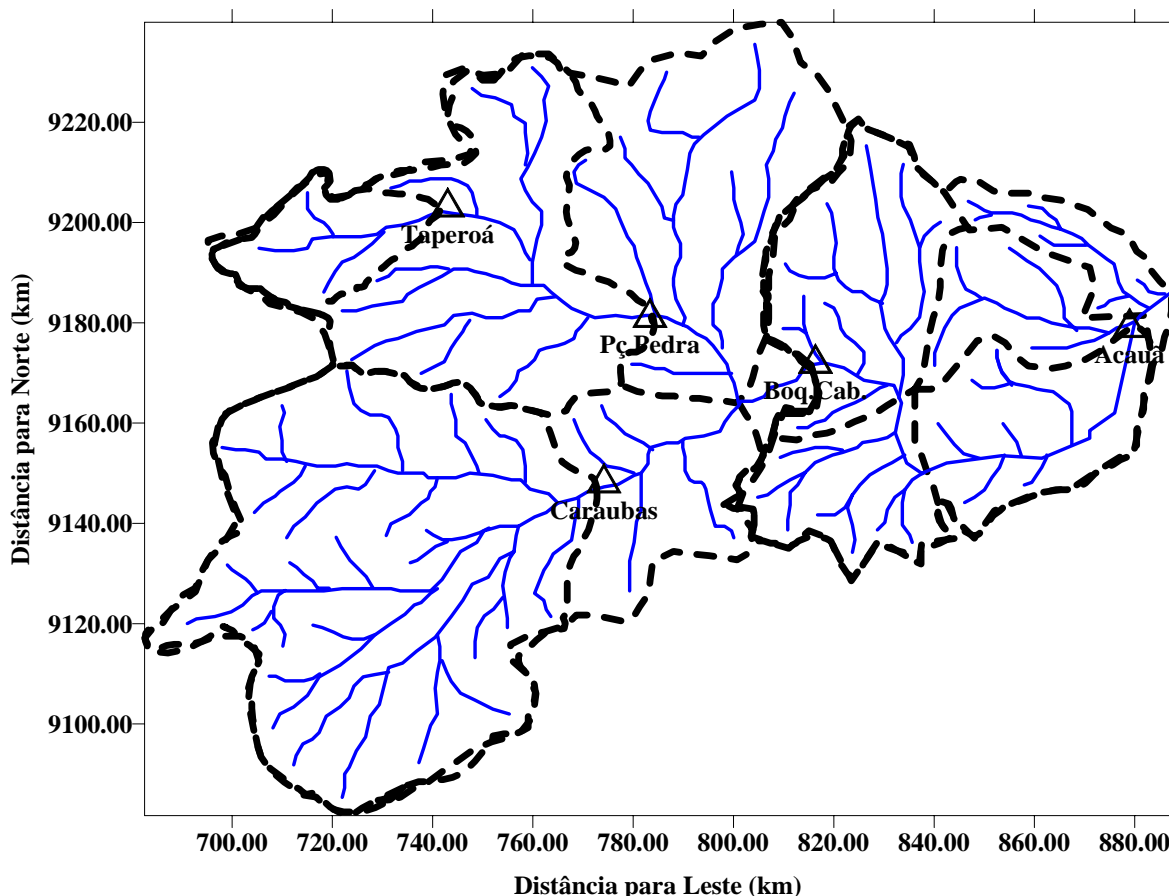 9220.00
9200.00
9180.00
9160.00
9140.00
9120.00
9100.00
Distância para Norte (km)
Taperoá
Pç.Pedra
Acauã
Boq.Cab.
Caraubas
700.00 720.00 740.00 760.00 780.00 800.00 820.00 840.00 860.00 880.00
Distância para Leste (km)